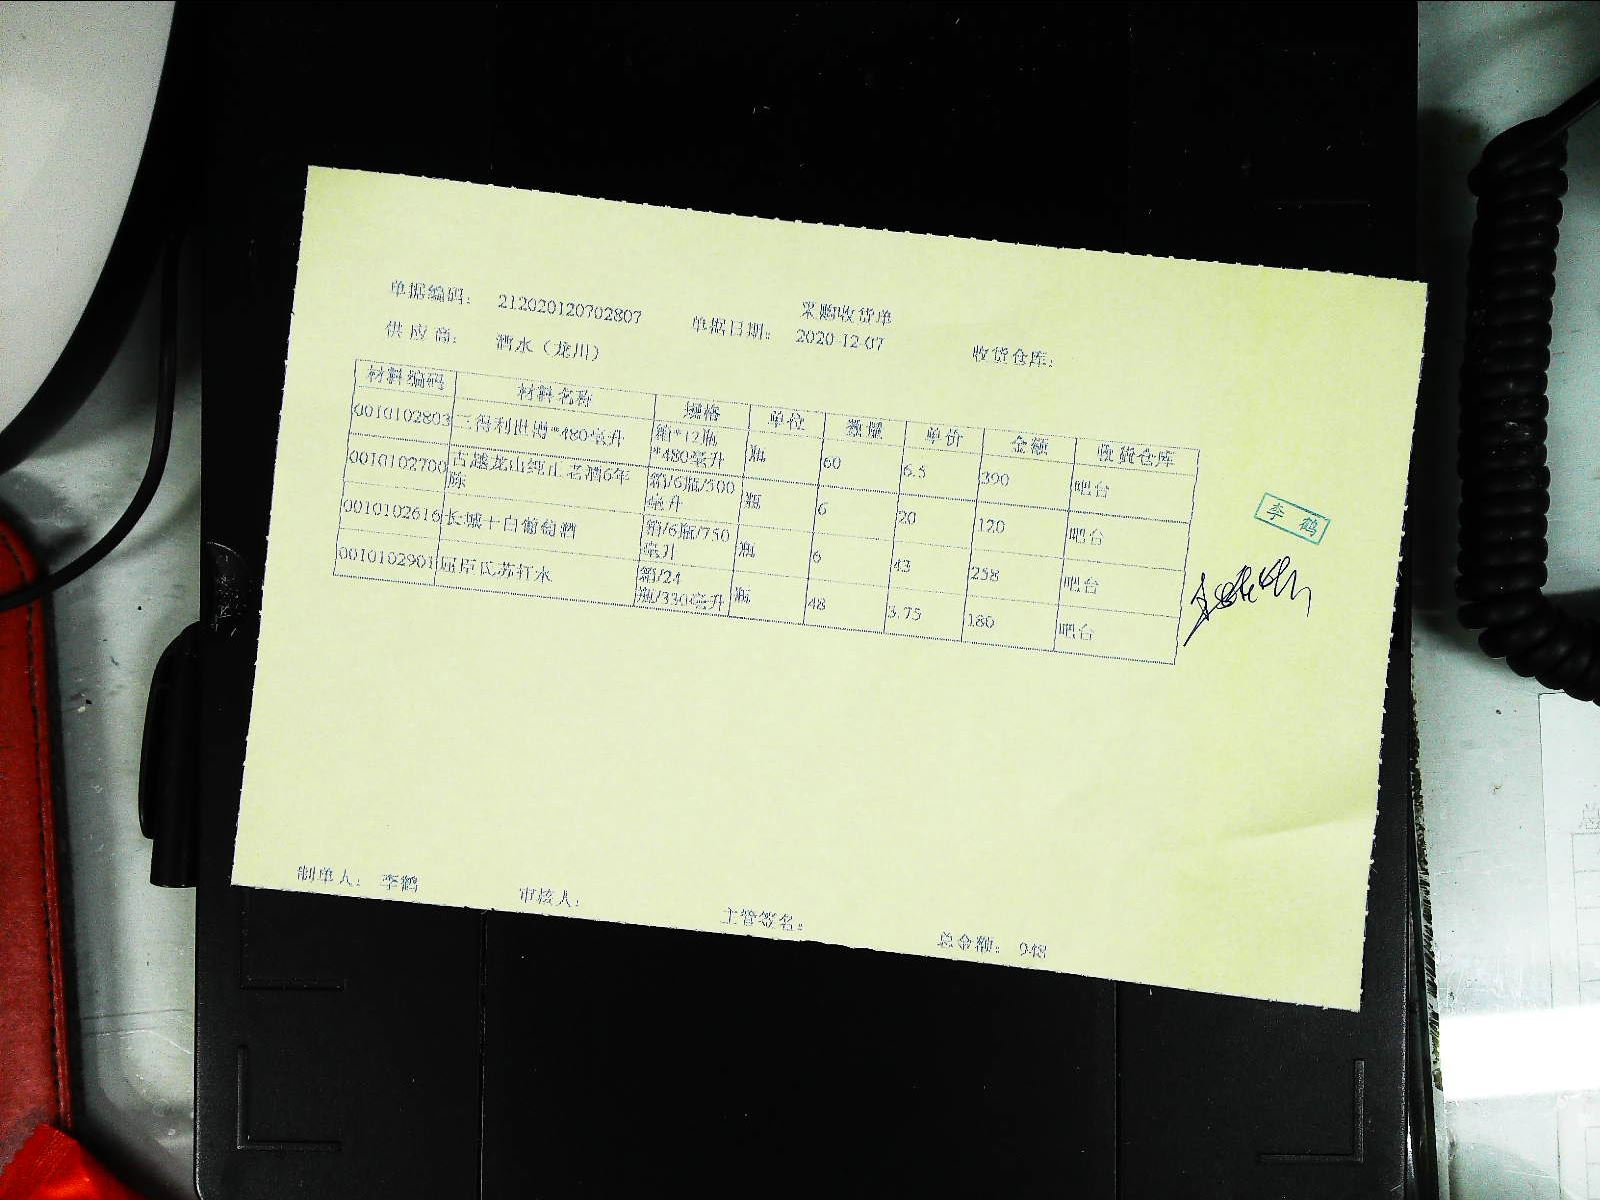 采购收货单
单据编码： 212020120702807 单据日期： 2020-12-07 收货仓库：
供应商： 酒水（龙川）
材料编码 材料名称 规格 单位 数量 单价 金额 收货仓库
0010102803 三得利世博*480毫升 箱*12瓶*480毫升 瓶 60 6.5 390 吧台
0010102700 古越龙山纯正老酒6年陈 箱/6瓶/500毫升 瓶 6 20 120 吧台
0010102616 长城干白葡萄酒 箱/6瓶/750毫升 瓶 6 43 258 吧台
0010102901 屈臣氏苏打水 箱/24瓶/330毫升 瓶 48 3.75 180 吧台
李鹤
制单人： 李鹤 审核人： 主管签名： 总金额： 948